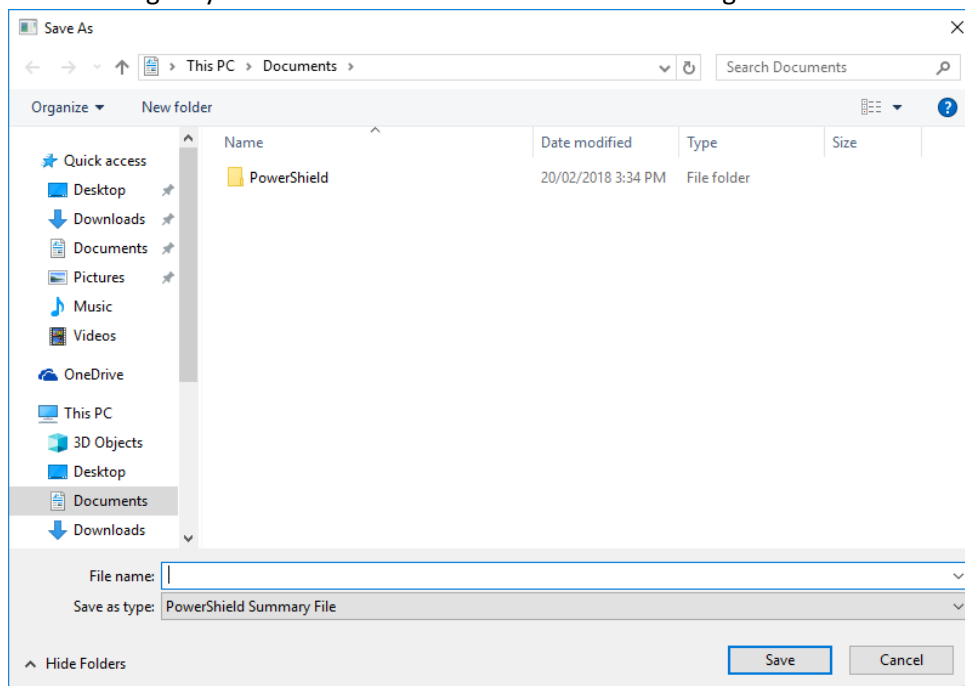 Save As
This PC > Documents >
Search Documents
Organize
New folder
?
Name
Date modified
Type
Size
PowerShield
20/02/2018 3:34 PM
File folder
Quick access
Desktop
Downloads
Documents
Pictures
Music
Videos
OneDrive
This PC
3D Objects
Desktop
Documents
Downloads
File name:
Save as type: PowerShield Summary File
Hide Folders
Save
Cancel